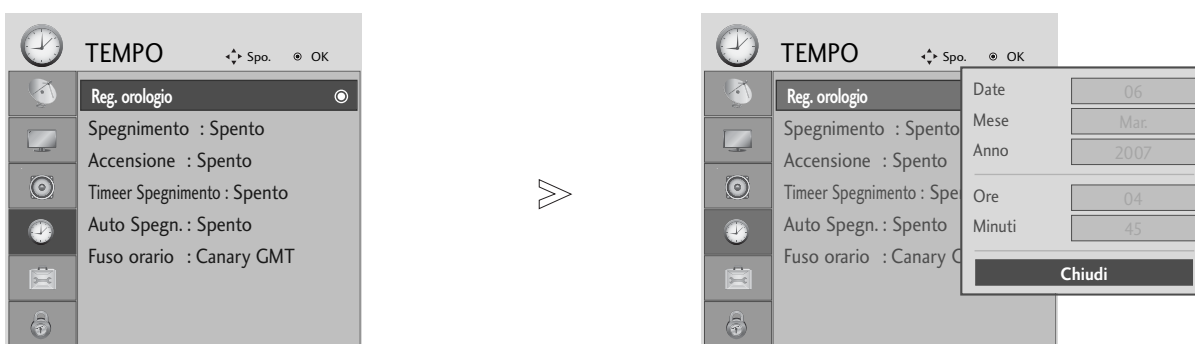 TEMPO Spo. OK
Reg. orologio
Spegnimento : Spento
Accensione : Spento
Timeer Spegnimento : Spento
Auto Spegn. : Spento
Fuso orario : Canary GMT
TEMPO Spo. OK
Reg. orologio
Spegnimento : Spento
Accensione : Spento
Timeer Spegnimento : Spe
Auto Spegn. : Spento
Fuso orario : Canary G
Date 06
Mese Mar.
Anno 2007
Ore 04
Minuti 45
Chiudi